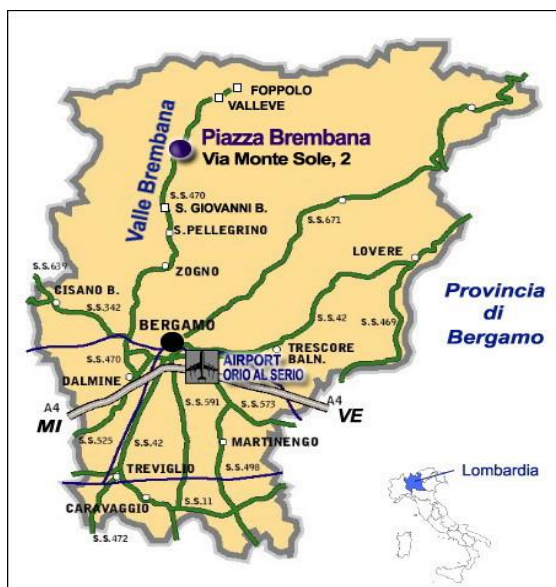 FOPPOLO
VALLEVE
Piazza Brembana
Via Monte Sole, 2
Valle Brembana
S.S.470
S. GIOVANNI B.
S.PELLEGRINO
S.S.671
LOVERE
S.S.639
ZOGNO
CISANO B.
S.S.342
Provincia
di
Bergamo
S.S.42
S.S.469
BERGAMO
TRESCORE
BALN.
S.S.470
AIRPORT
ORIO AL SERIO
DALMINE
A4
MI
A4
VE
S.S.591
S.S.573
S.S.525
S.S.42
MARTINENGO
TREVIGLIO
S.S.498
Lombardia
CARAVAGGIO
S.S.11
S.S.472